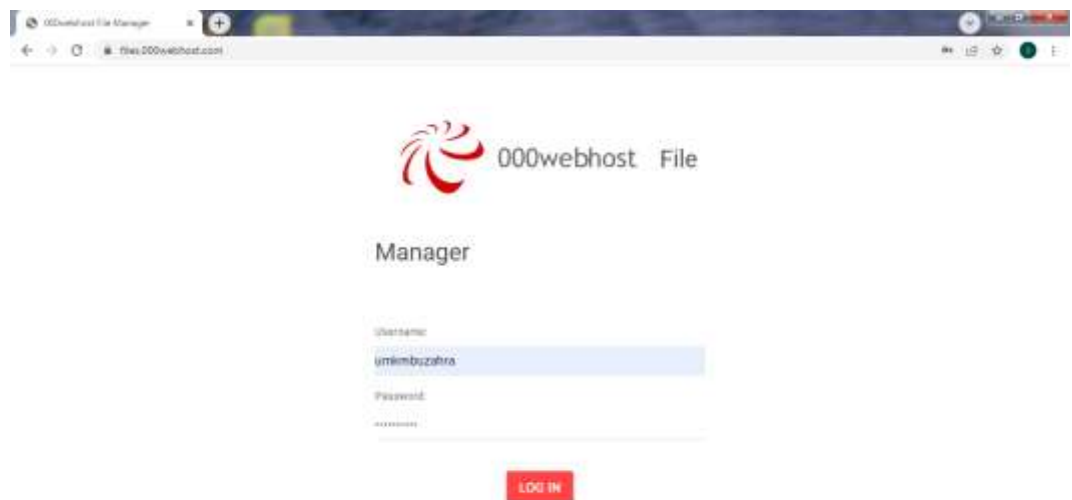 000webhost File Manager
files.000webhost.com
000webhost File
Manager
Username
umkmbuzahra
Password
LOG IN